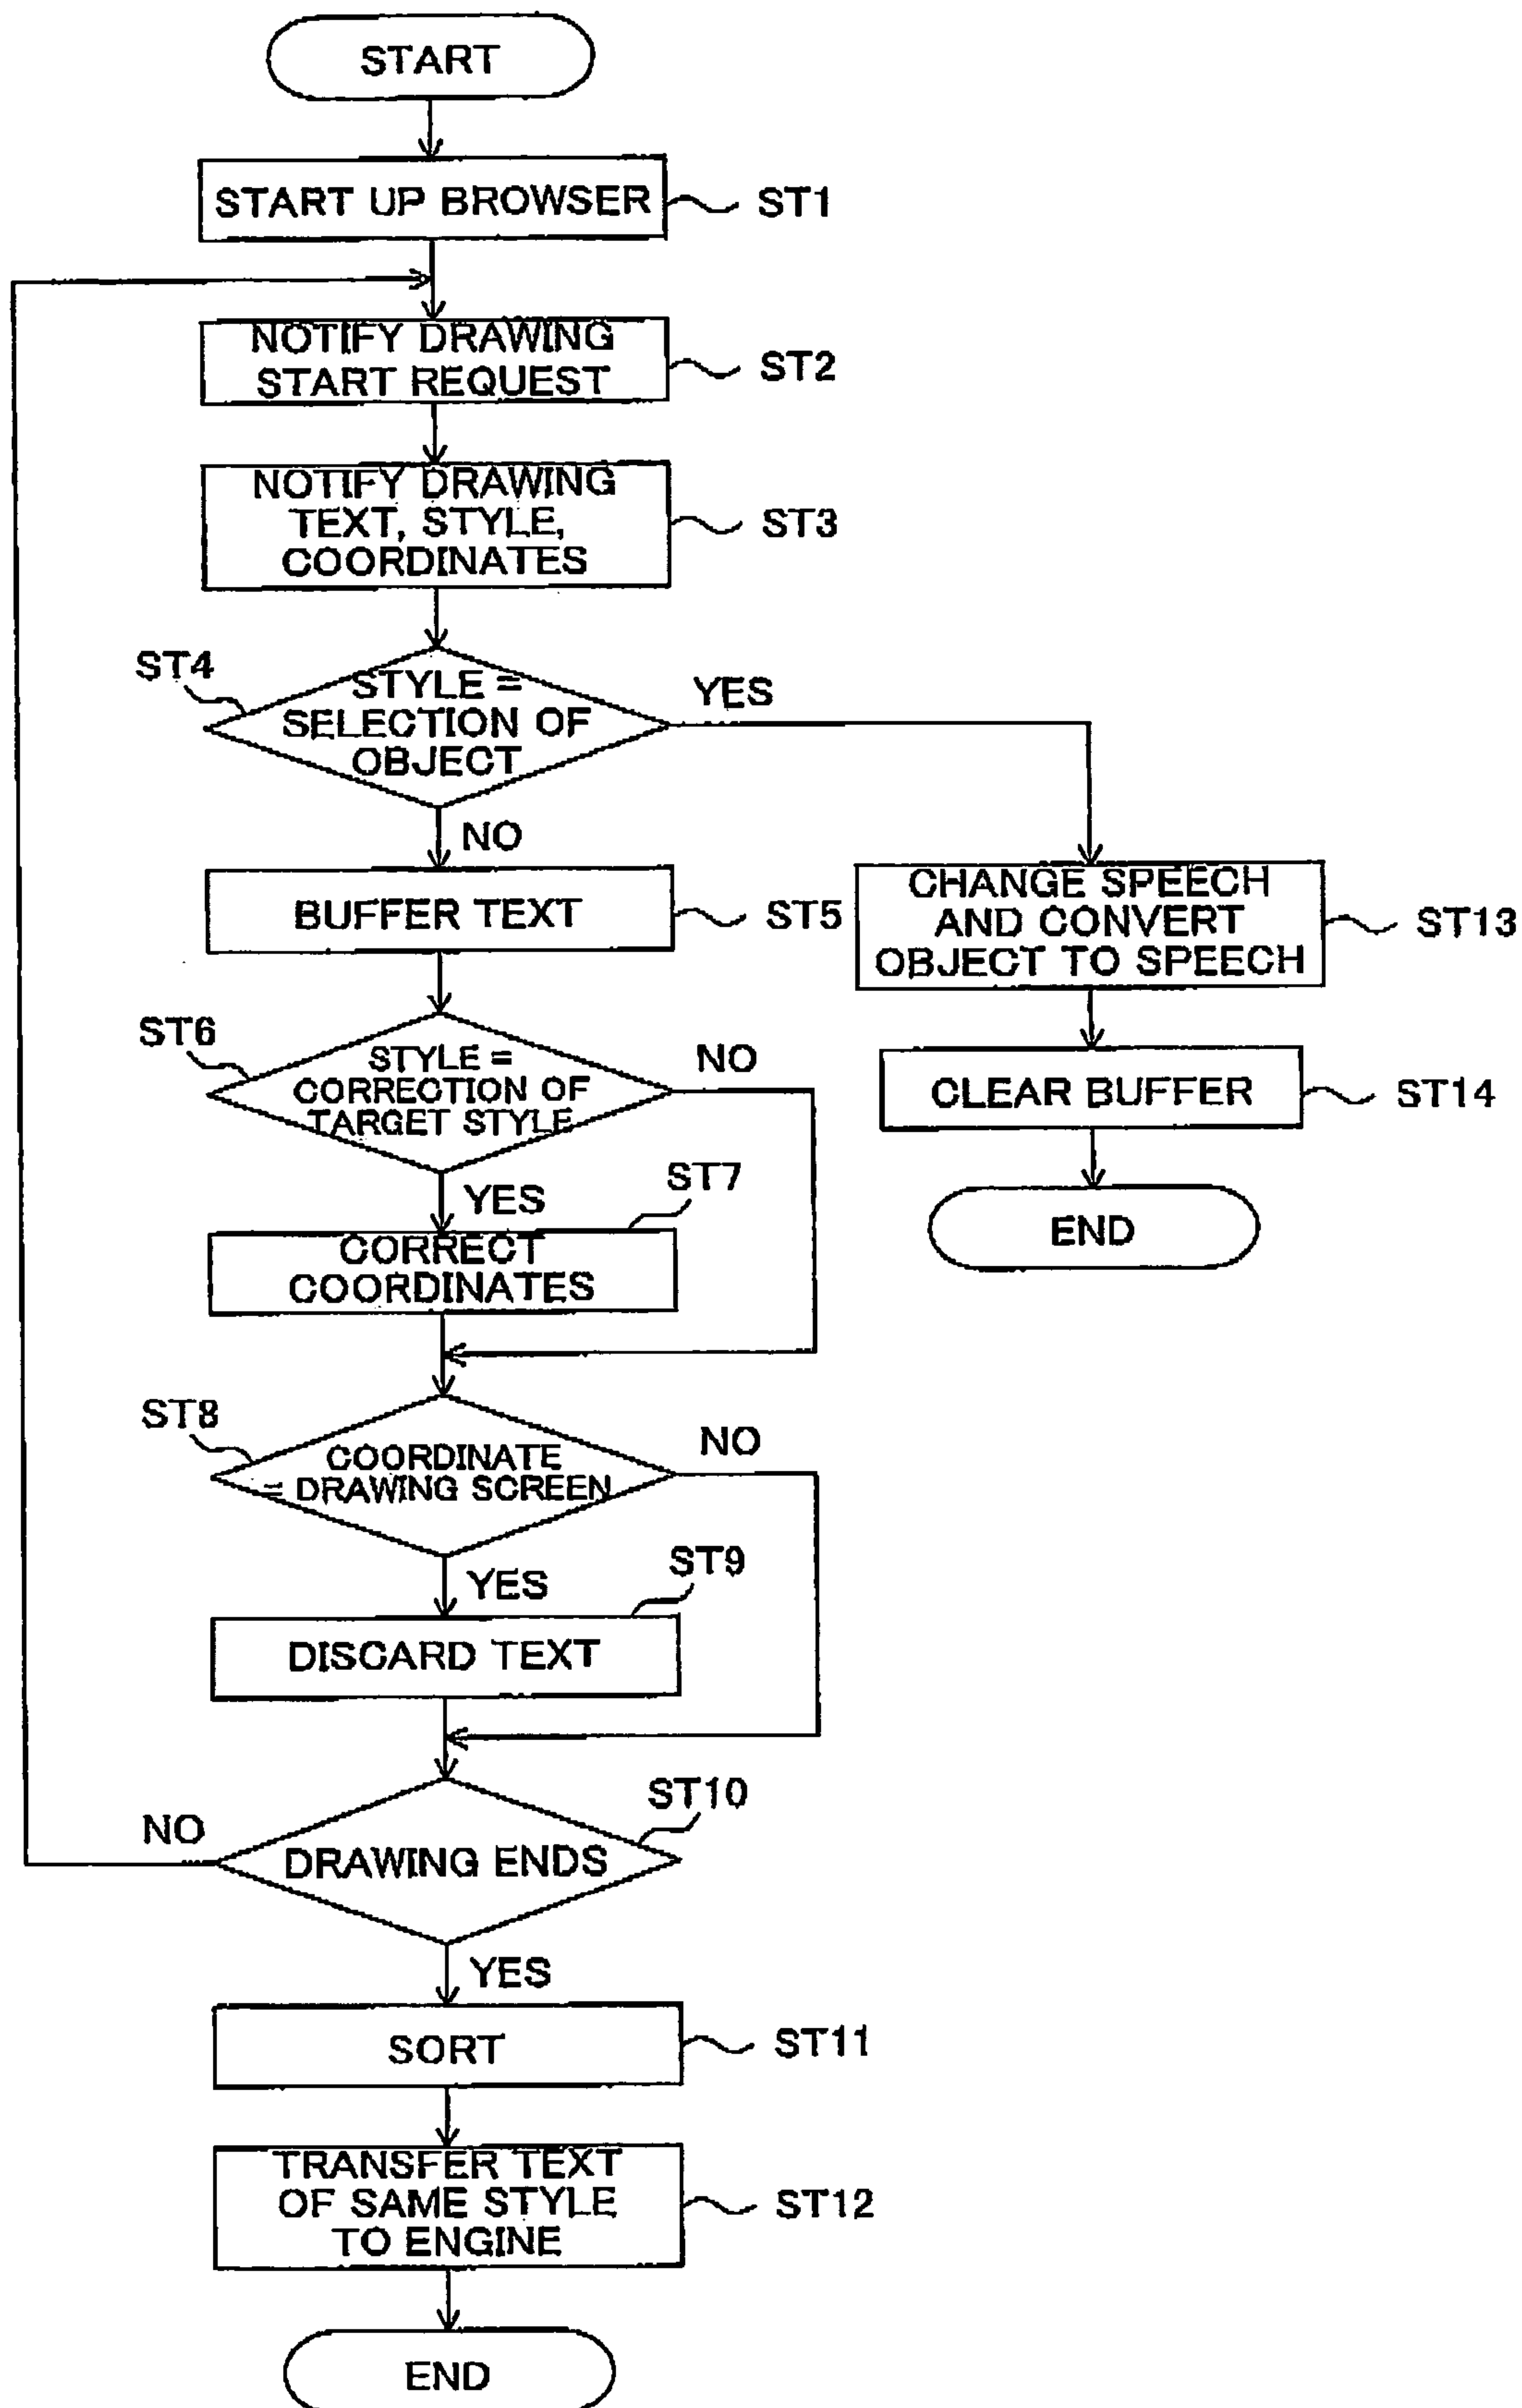 START
START UP BROWSER
ST1
NOTIFY DRAWING
START REQUEST
ST2
NOTIFY DRAWING
TEXT, STYLE,
COORDINATES
ST3
ST4
STYLE =
SELECTION OF
OBJECT
YES
NO
BUFFER TEXT
ST5
CHANGE SPEECH
AND CONVERT
OBJECT TO SPEECH
ST13
ST6
STYLE =
CORRECTION OF
TARGET STYLE
NO
CLEAR BUFFER
ST14
YES
ST7
CORRECT
COORDINATES
END
ST8
COORDINATE
= DRAWING SCREEN
NO
YES
ST9
DISCARD TEXT
ST10
NO
DRAWING ENDS
YES
SORT
ST11
TRANSFER TEXT
OF SAME STYLE
TO ENGINE
ST12
END